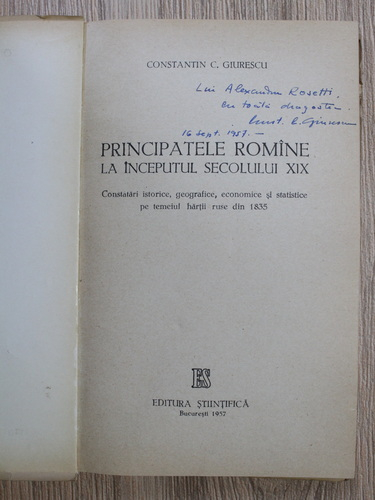 CONSTANTIN C. GIURESCU
Lui Alexandru Rosetti,
cu toată dragostea
Const. C. Giurescu
16 sept. 1957. —
PRINCIPATELE ROMÎNE
LA ÎNCEPUTUL SECOLULUI XIX
Constatări istorice, geografice, economice și statistice
pe temeiul hărții ruse din 1835
ES
EDITURA ȘTIINȚIFICĂ
București 1957